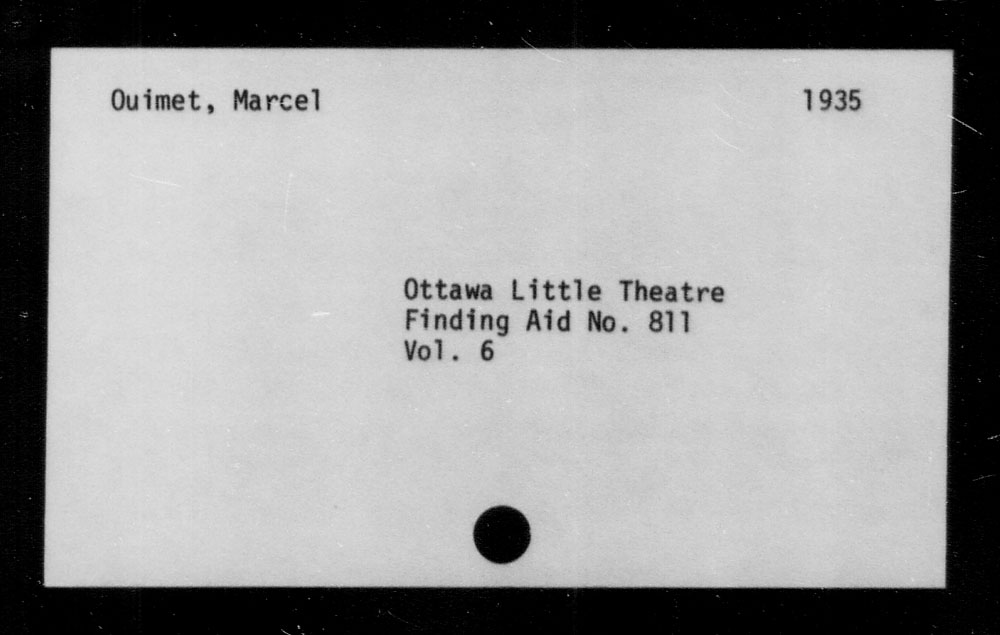 Ouimet, Marcel 1935
Ottawa Little Theatre
Finding Aid No. 811
Vol. 6